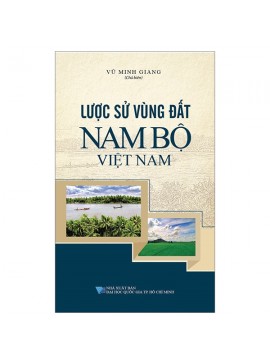 VŨ MINH GIANG
(Chủ biên)
LƯỢC SỬ VÙNG ĐẤT
NAM BỘ
VIỆT NAM
NHÀ XUẤT BẢN
ĐẠI HỌC QUỐC GIA TP. HỒ CHÍ MINH